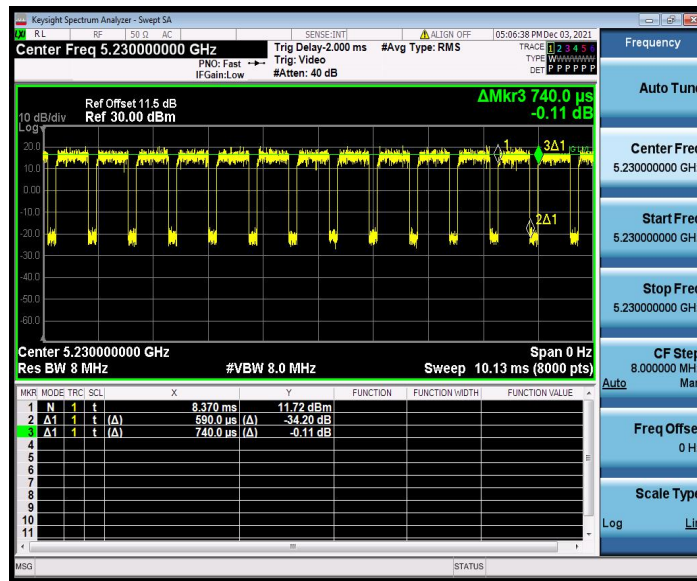 Keysight Spectrum Analyzer - Swept SA
LXI RL RF 50 Ω AC SENSE:INT ALIGN OFF 05:06:38 PM Dec 03, 2021
Center Freq 5.230000000 GHz
PNO: Fast
IFGain:Low
Trig Delay-2.000 ms
Trig: Video
#Atten: 40 dB
#Avg Type: RMS
TRACE 1 2 3 4 5 6
TYPE
DET P P P P P P
Ref Offset 11.5 dB
10 dB/div Ref 30.00 dBm
Log
ΔMkr3 740.0 µs
-0.11 dB
20.0
10.0
0.00
-10.0
-20.0
-30.0
-40.0
-50.0
-60.0
1
3Δ1
2Δ1
Center 5.230000000 GHz Span 0 Hz
Res BW 8 MHz #VBW 8.0 MHz Sweep 10.13 ms (8000 pts)
MKR MODE TRC SCL X Y FUNCTION FUNCTION WIDTH FUNCTION VALUE
1 N 1 t 8.370 ms 11.72 dBm
2 Δ1 1 t (Δ) 590.0 µs (Δ) -34.20 dB
3 Δ1 1 t (Δ) 740.0 µs (Δ) -0.11 dB
4
5
6
7
8
9
10
11
MSG STATUS
Frequency
Auto Tun
Center Fre
5.230000000 GH
Start Fre
5.230000000 GH
Stop Fre
5.230000000 GH
CF Step
8.000000 MH
Auto Ma
Freq Offse
0 H
Scale Typ
Log Li